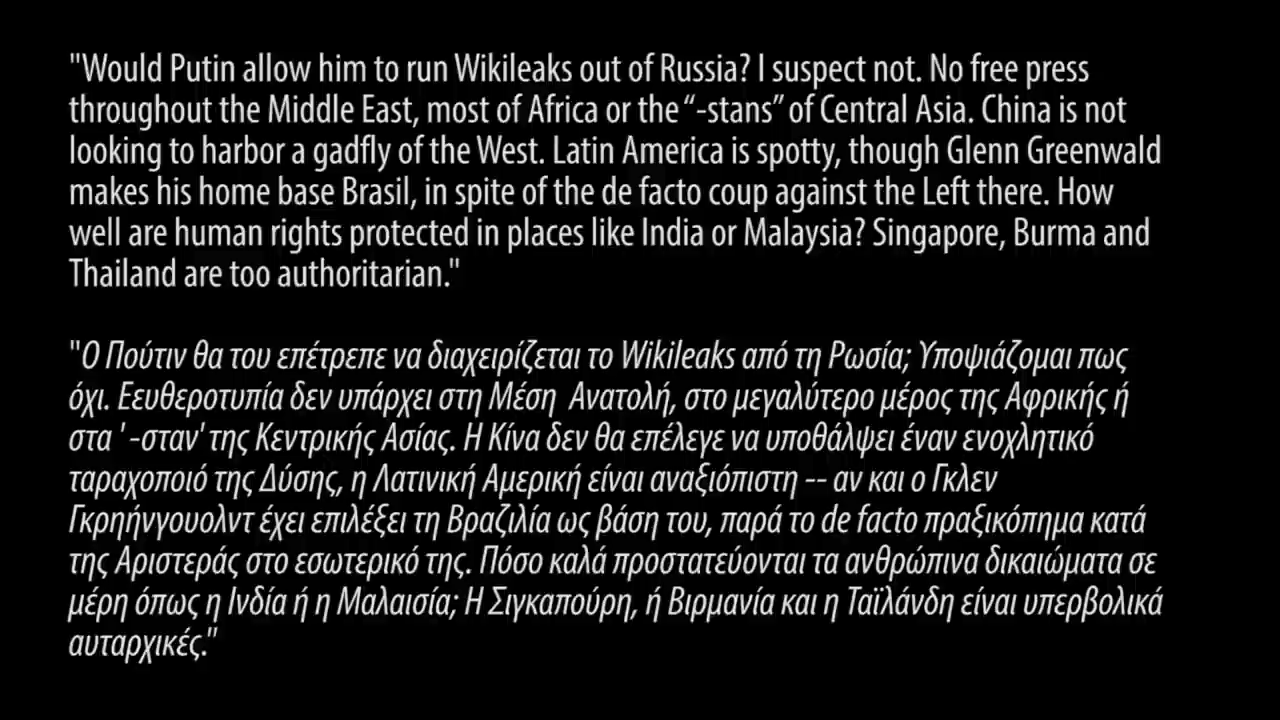 "Would Putin allow him to run Wikileaks out of Russia? I suspect not. No free press
throughout the Middle East, most of Africa or the “-stans” of Central Asia. China is not
looking to harbor a gadfly of the West. Latin America is spotty, though Glenn Greenwald
makes his home base Brasil, in spite of the de facto coup against the Left there. How
well are human rights protected in places like India or Malaysia? Singapore, Burma and
Thailand are too authoritarian."
"Ο Πούτιν θα του επέτρεπε να διαχειρίζεται το Wikileaks από τη Ρωσία; Υποψιάζομαι πως
όχι. Εευθεροτυπία δεν υπάρχει στη Μέση  Ανατολή, στο μεγαλύτερο μέρος της Αφρικής ή
στα ' -σταν' της Κεντρικής Ασίας. Η Κίνα δεν θα επέλεγε να υποθάλψει έναν ενοχλητικό
ταραχοποιό της Δύσης, η Λατινική Αμερική είναι αναξιόπιστη -- αν και ο Γκλεν
Γκρηήνγουολντ έχει επιλέξει τη Βραζιλία ως βάση του, παρά το de facto πραξικόπημα κατά
της Αριστεράς στο εσωτερικό της. Πόσο καλά προστατεύονται τα ανθρώπινα δικαιώματα σε
μέρη όπως η Ινδία ή η Μαλαισία; Η Σιγκαπούρη, ή Βιρμανία και η Ταϊλάνδη είναι υπερβολικά
αυταρχικές."